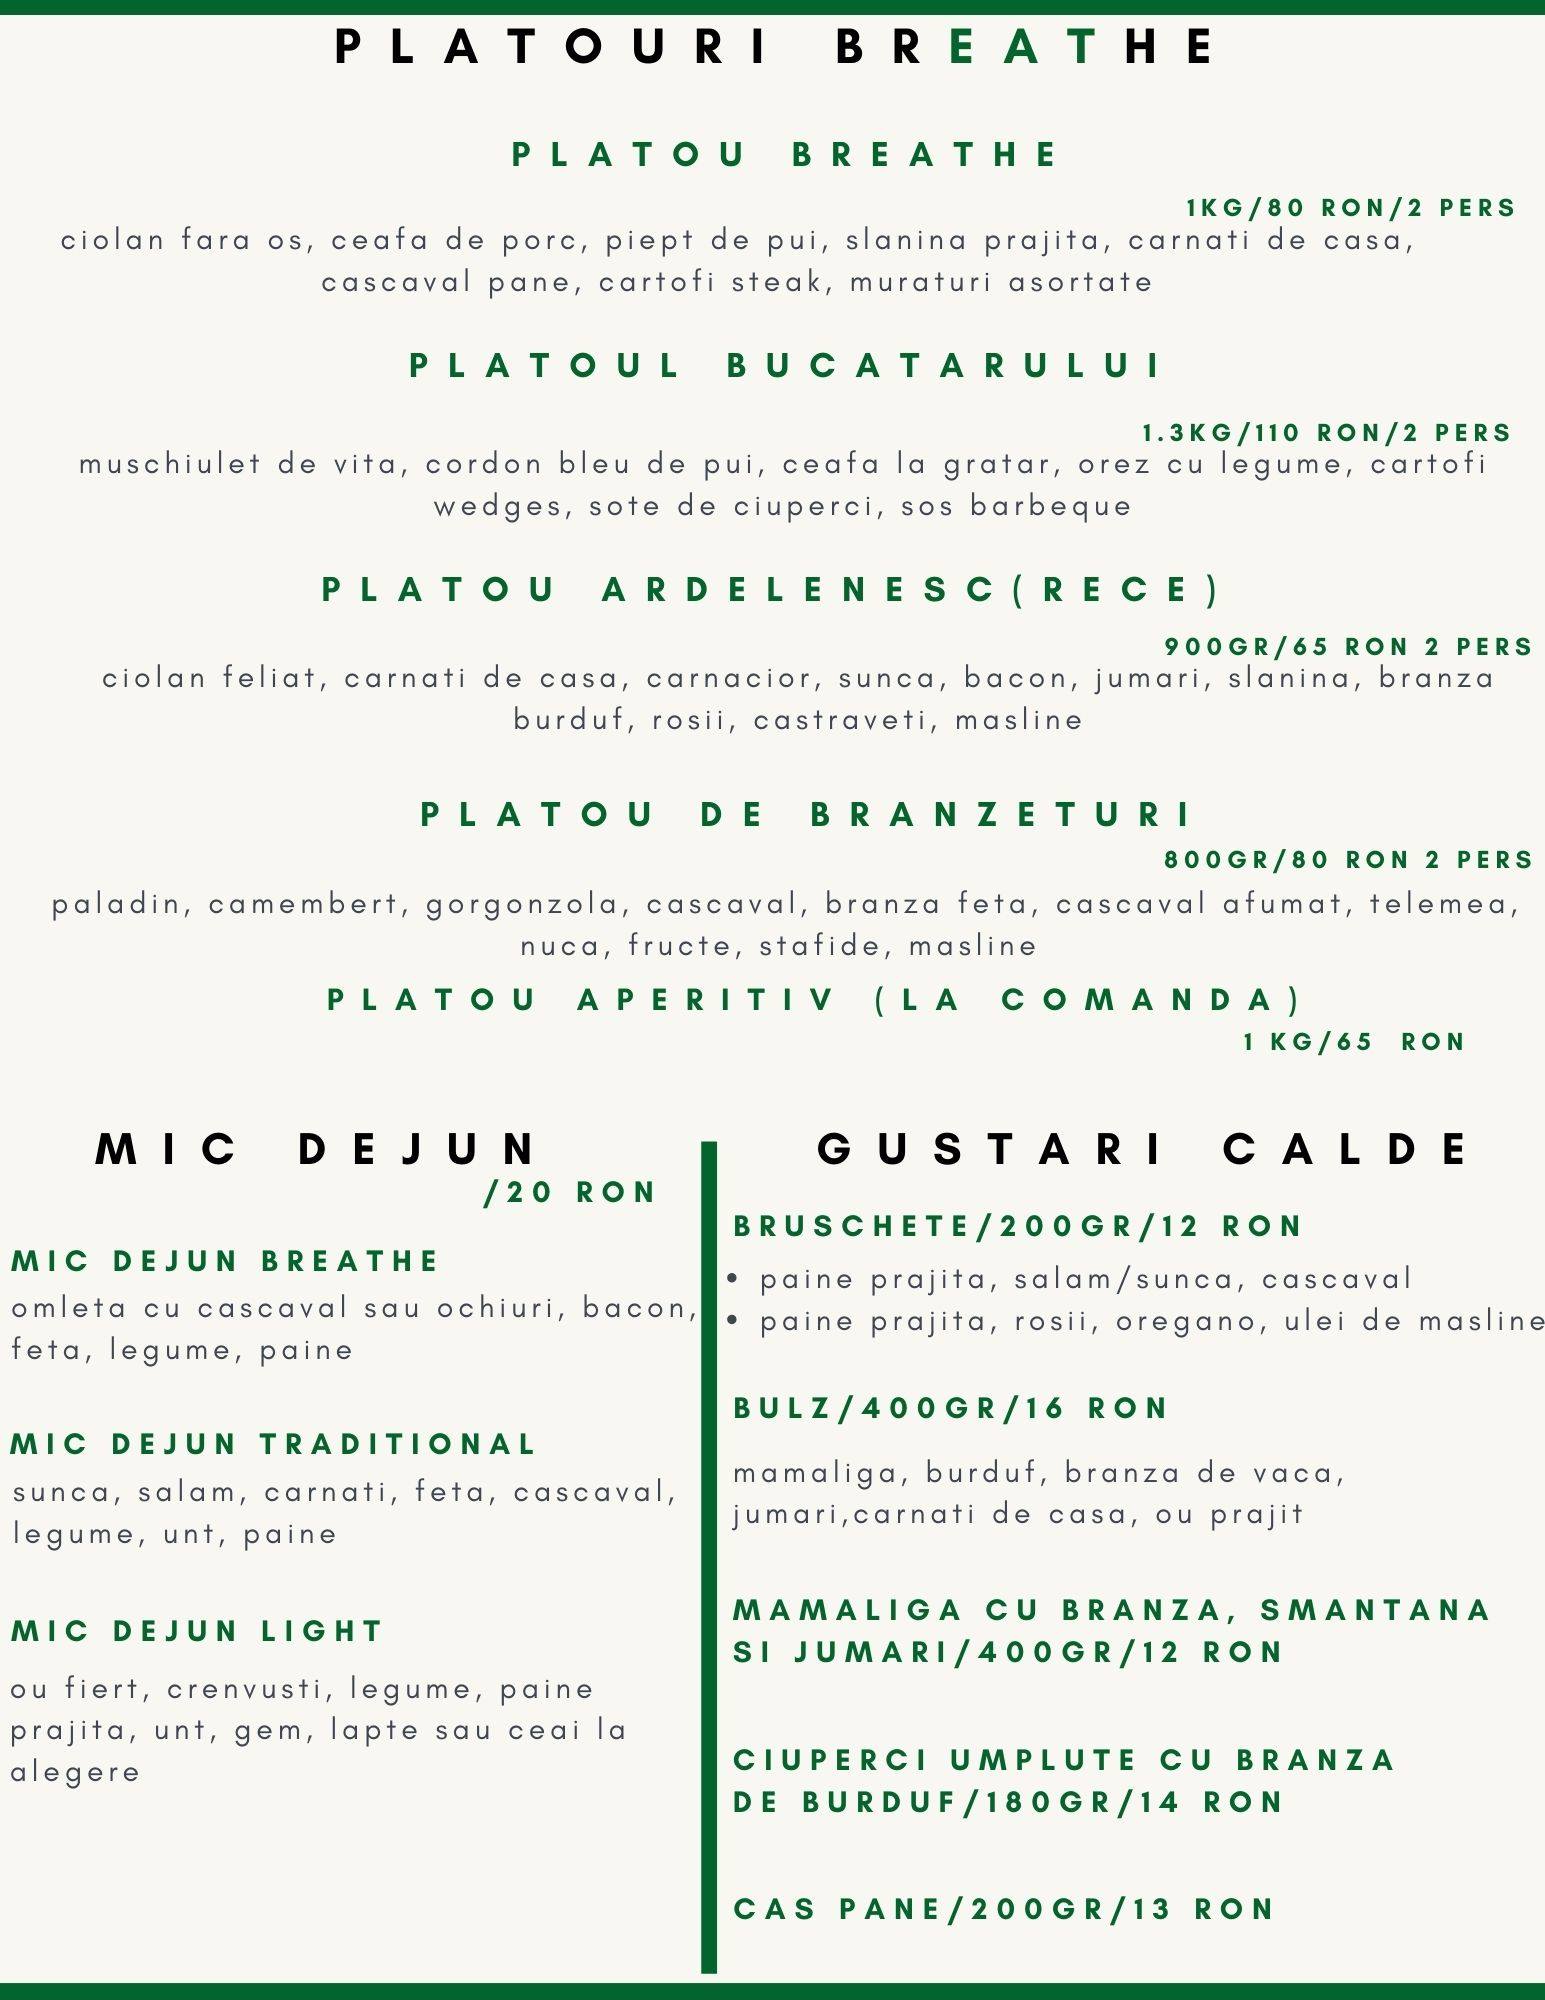 PLATOURI BREATHE
PLATOU BREATHE
1KG/80 RON/2 PERS
ciolan fara os, ceafa de porc, piept de pui, slanina prajita, carnati de casa,
cascaval pane, cartofi steak, muraturi asortate
PLATOUL BUCATARULUI
1.3KG/110 RON/2 PERS
muschiulet de vita, cordon bleu de pui, ceafa la gratar, orez cu legume, cartofi
wedges, sote de ciuperci, sos barbeque
PLATOU ARDELENESC(RECE)
900GR/65 RON 2 PERS
ciolan feliat, carnati de casa, carnacior, sunca, bacon, jumari, slanina, branza
burduf, rosii, castraveti, masline
PLATOU DE BRANZETURI
800GR/80 RON 2 PERS
paladin, camembert, gorgonzola, cascaval, branza feta, cascaval afumat, telemea,
nuca, fructe, stafide, masline
PLATOU APERITIV (LA COMANDA)
1 KG/65 RON
MIC DEJUN
/20 RON
MIC DEJUN BREATHE
omleta cu cascaval sau ochiuri, bacon,
feta, legume, paine
MIC DEJUN TRADITIONAL
sunca, salam, carnati, feta, cascaval,
legume, unt, paine
MIC DEJUN LIGHT
ou fiert, crenvusti, legume, paine
prajita, unt, gem, lapte sau ceai la
alegere
GUSTARI CALDE
BRUSCHETE/200GR/12 RON
• paine prajita, salam/sunca, cascaval
• paine prajita, rosii, oregano, ulei de masline
BULZ/400GR/16 RON
mamaliga, burduf, branza de vaca,
jumari,carnati de casa, ou prajit
MAMALIGA CU BRANZA, SMANTANA
SI JUMARI/400GR/12 RON
CIUPERCI UMPLUTE CU BRANZA
DE BURDUF/180GR/14 RON
CAS PANE/200GR/13 RON